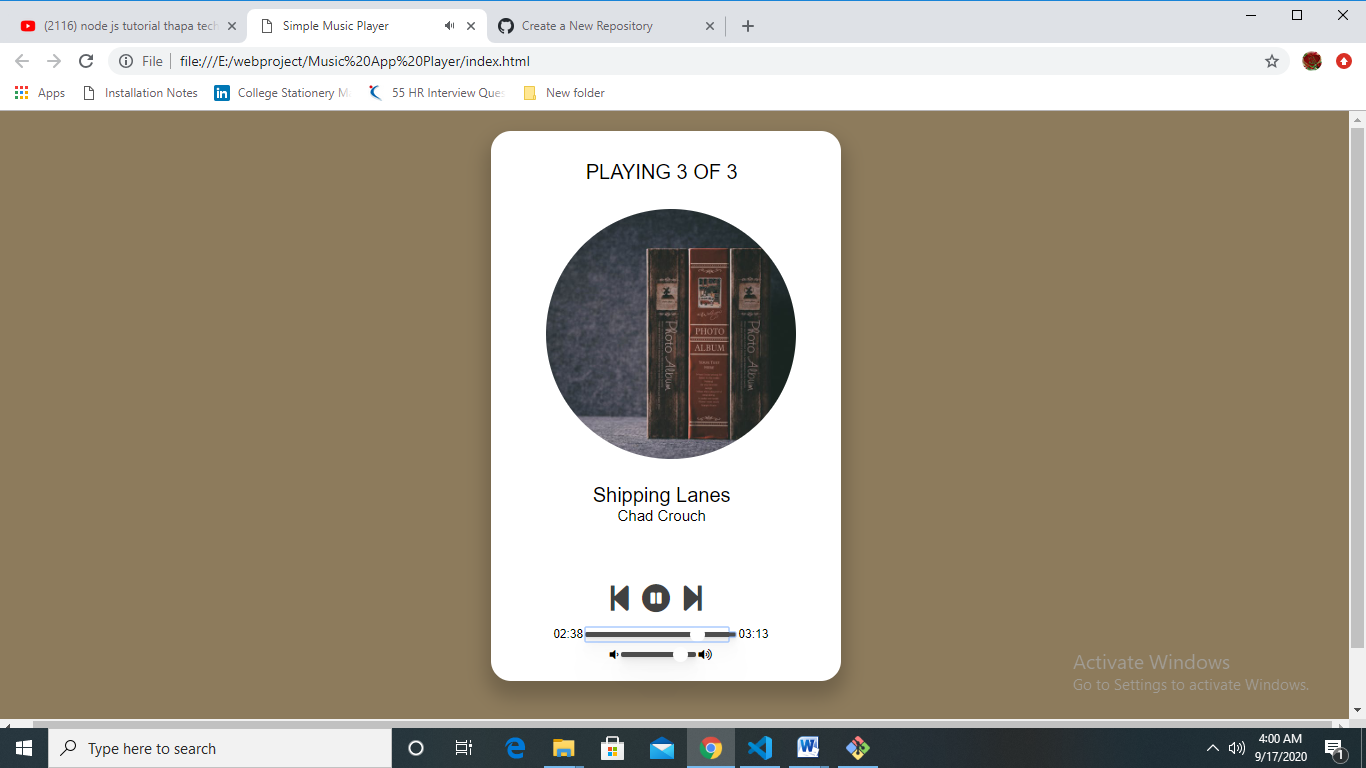 (2116) node js tutorial thapa tech
Simple Music Player
Create a New Repository
File
file:///E:/webproject/Music%20App%20Player/index.html
Apps
Installation Notes
in
College Stationery M
55 HR Interview Ques
New folder
PLAYING 3 OF 3
Photo Album
PHOTO
ALBUM
Photo Album
Shipping Lanes
Chad Crouch
02:38
03:13
Activate Windows
Go to Settings to activate Windows.
Type here to search
4:00 AM
9/17/2020
1